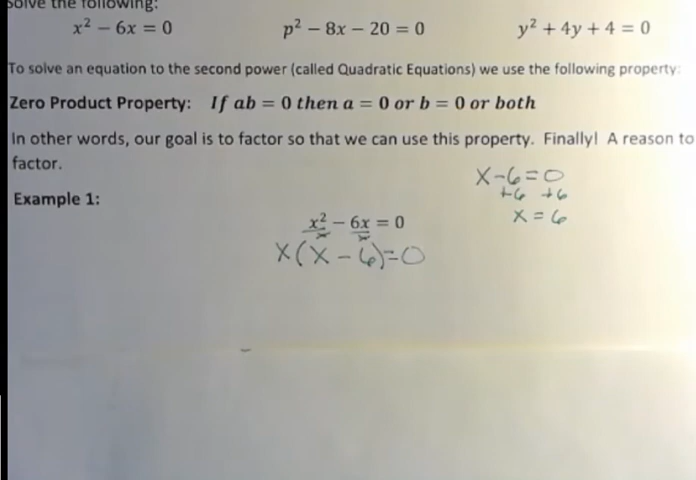 Solve the following:
x² − 6x = 0 p² − 8x − 20 = 0 y² + 4y + 4 = 0
To solve an equation to the second power (called Quadratic Equations) we use the following property:
Zero Product Property: If ab = 0 then a = 0 or b = 0 or both
In other words, our goal is to factor so that we can use this property. Finally! A reason to
factor.
x-6=0
+6 +6
x=6
Example 1:
x² − 6x = 0
x x
x(x-6)=0